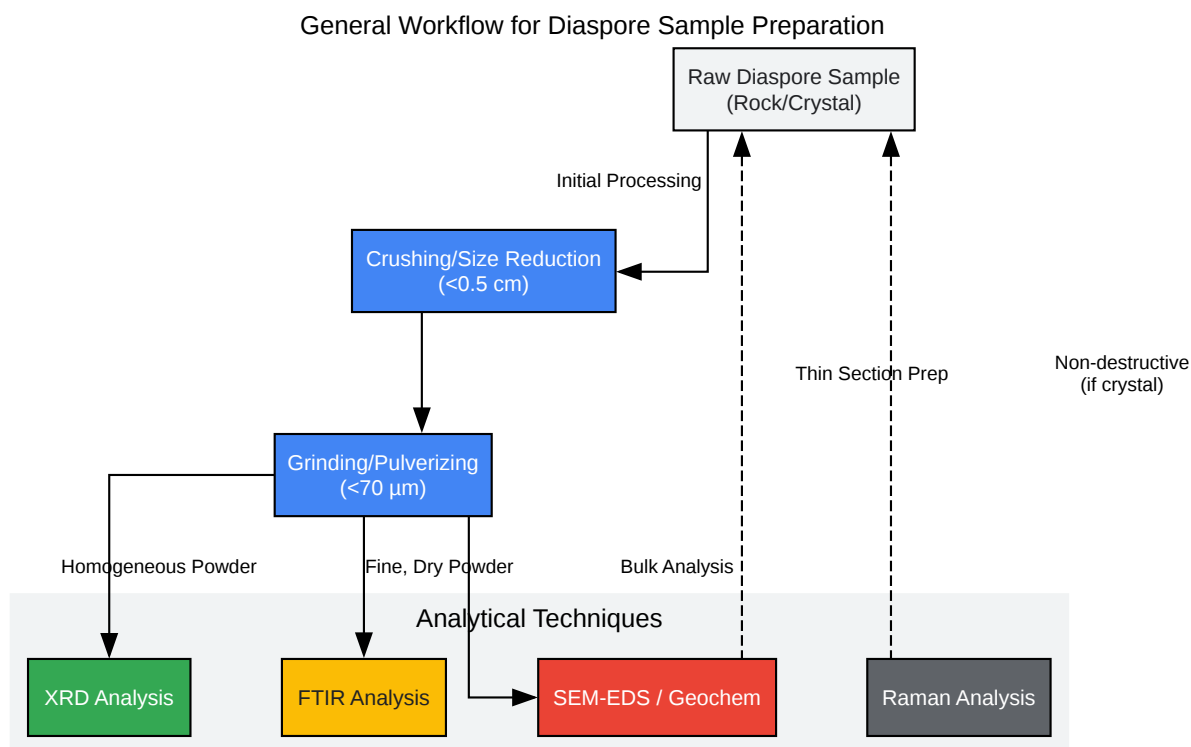 General Workflow for Diaspore Sample Preparation
Raw Diaspore Sample
(Rock/Crystal)
Initial Processing
Crushing/Size Reduction
(<0.5 cm)
Thin Section Prep
Non-destructive
(if crystal)
Grinding/Pulverizing
(<70 µm)
Homogeneous Powder
Fine, Dry Powder
Bulk Analysis
Analytical Techniques
XRD Analysis
FTIR Analysis
SEM-EDS / Geochem
Raman Analysis